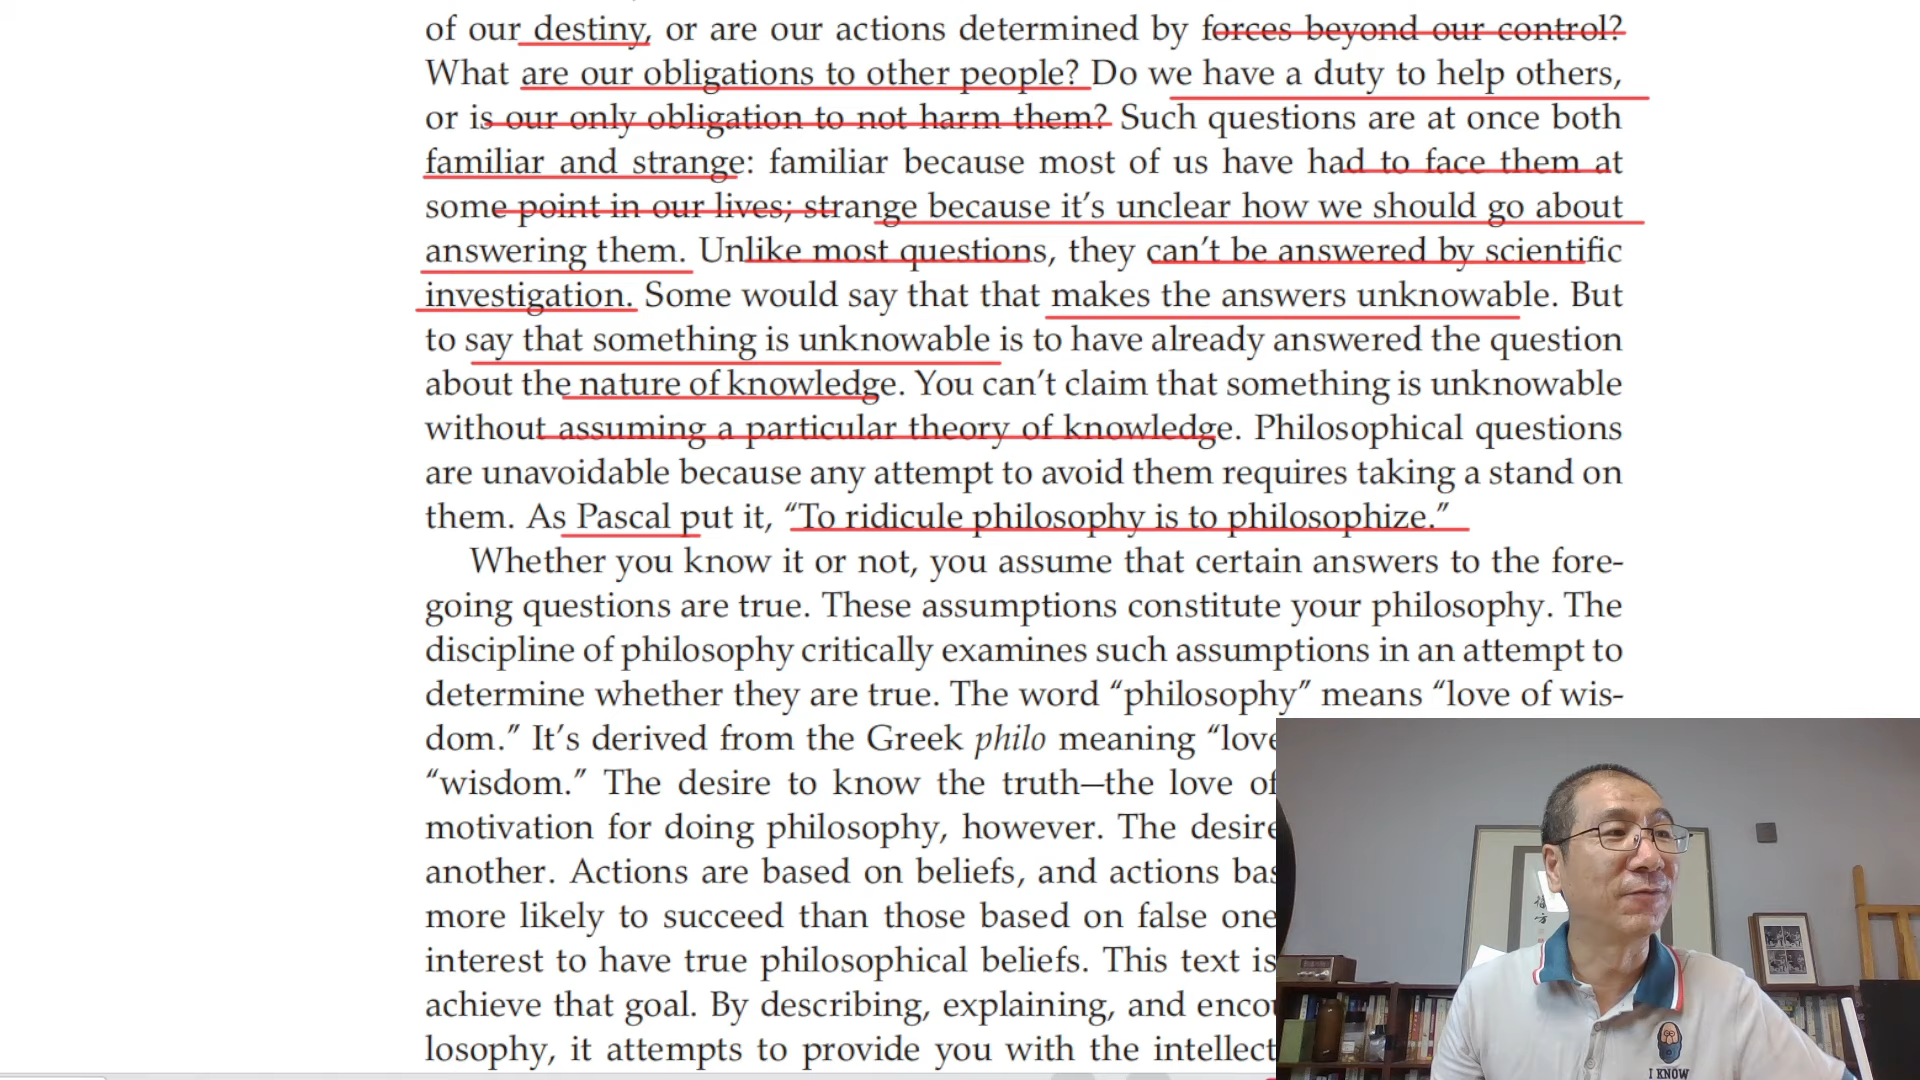 of our destiny, or are our actions determined by forces beyond our control?
What are our obligations to other people? Do we have a duty to help others,
or is our only obligation to not harm them? Such questions are at once both
familiar and strange: familiar because most of us have had to face them at
some point in our lives; strange because it’s unclear how we should go about
answering them. Unlike most questions, they can’t be answered by scientific
investigation. Some would say that that makes the answers unknowable. But
to say that something is unknowable is to have already answered the question
about the nature of knowledge. You can’t claim that something is unknowable
without assuming a particular theory of knowledge. Philosophical questions
are unavoidable because any attempt to avoid them requires taking a stand on
them. As Pascal put it, “To ridicule philosophy is to philosophize.”
Whether you know it or not, you assume that certain answers to the fore-
going questions are true. These assumptions constitute your philosophy. The
discipline of philosophy critically examines such assumptions in an attempt to
determine whether they are true. The word “philosophy” means “love of wis-
dom.” It’s derived from the Greek philo meaning “love
“wisdom.” The desire to know the truth—the love of
motivation for doing philosophy, however. The desire
another. Actions are based on beliefs, and actions bas
more likely to succeed than those based on false one
interest to have true philosophical beliefs. This text is
achieve that goal. By describing, explaining, and enco
losophy, it attempts to provide you with the intellect
I KNOW